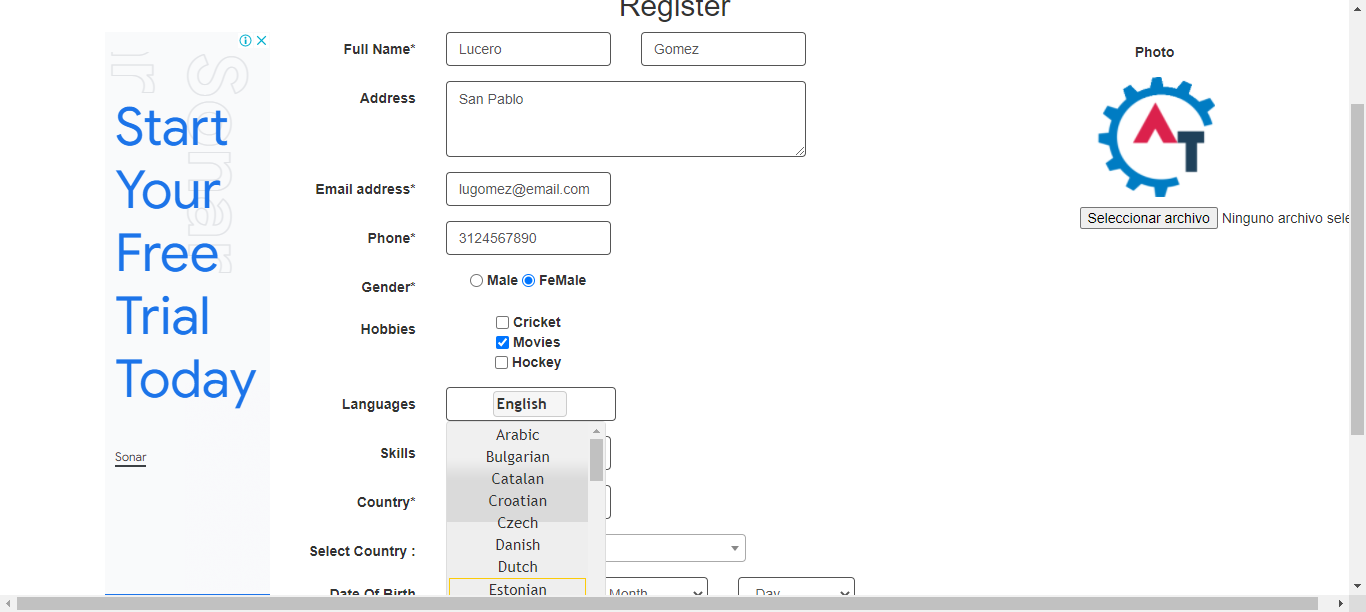 Register
Full Name*
Lucero
Gomez
Photo
Address
San Pablo
Email address*
lugomez@email.com
Phone*
3124567890
Seleccionar archivo
Ninguno archivo sele
Gender*
Male
FeMale
Hobbies
Cricket
Movies
Hockey
Languages
English
Arabic
Bulgarian
Catalan
Croatian
Czech
Danish
Dutch
Estonian
Skills
Country*
Select Country :
Date Of Birth
Month
Day
Sonar
Start
Your
Free
Trial
Today
Sonar
AT